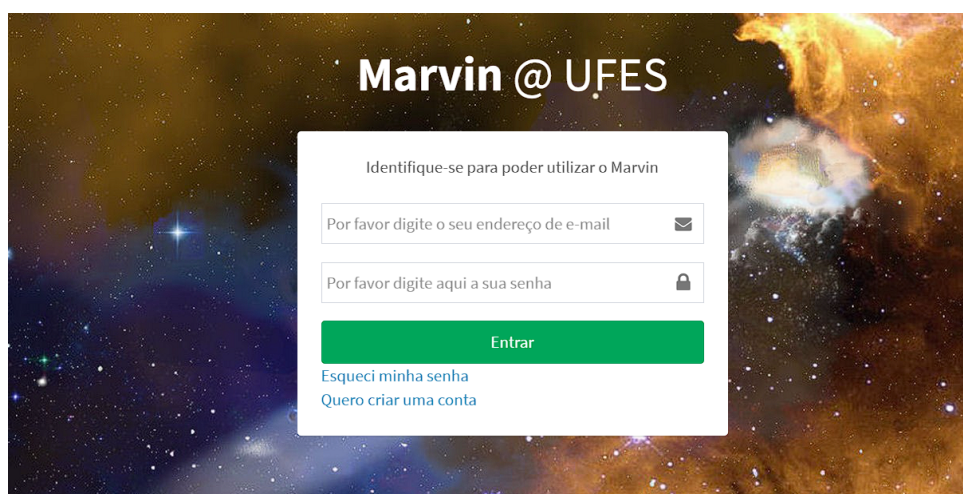 Marvin @ UFES
Identifique-se para poder utilizar o Marvin
Por favor digite o seu endereço de e-mail
Por favor digite aqui a sua senha
Entrar
Esqueci minha senha
Quero criar uma conta